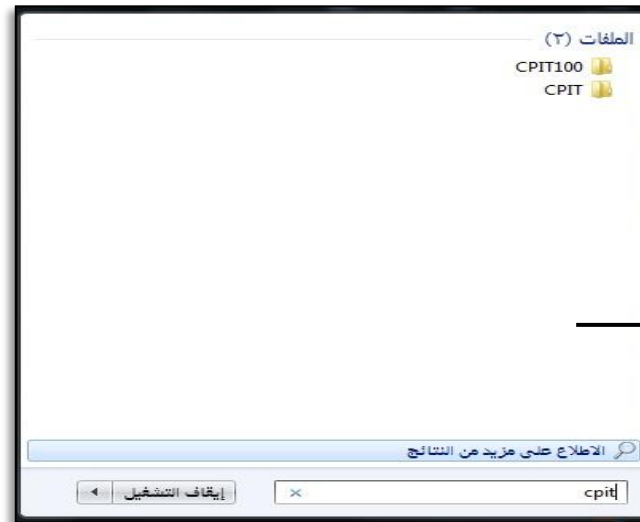 الملفات (٢)
CPIT100
CPIT
الاطلاع على مزيد من النتائج
cpit
إيقاف التشغيل